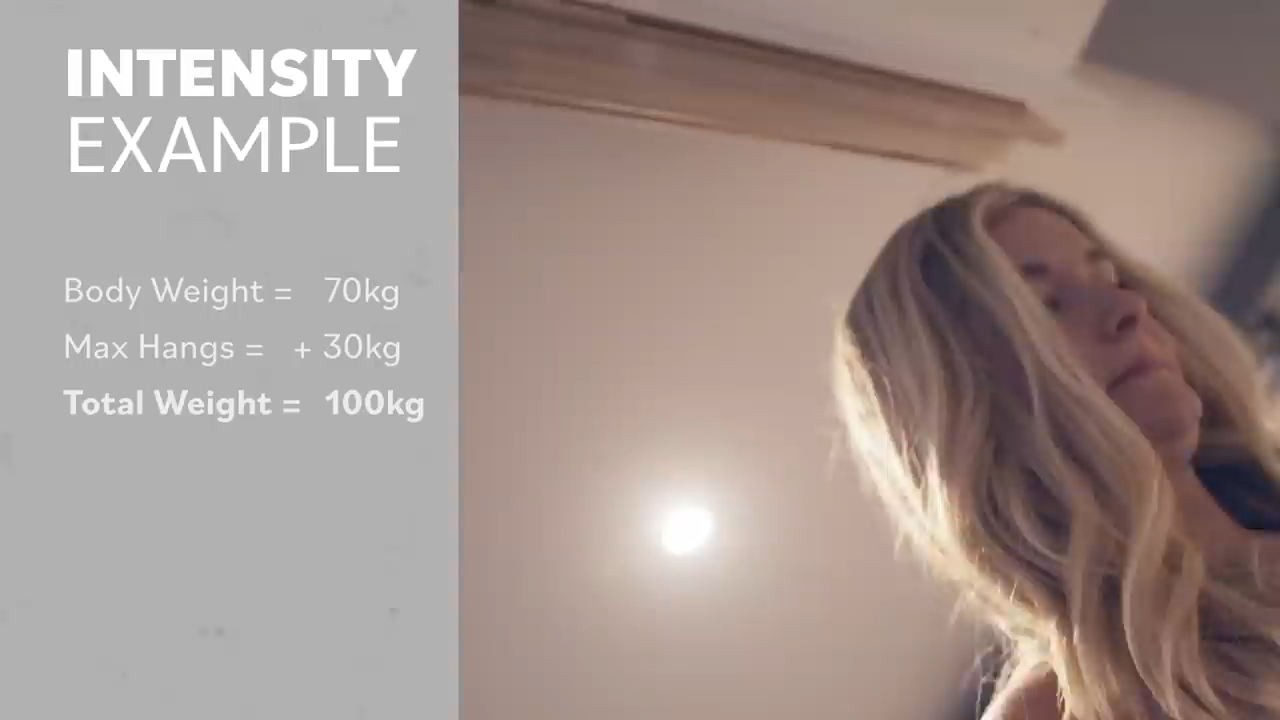 INTENSITY
EXAMPLE
Body Weight = 70kg
Max Hangs = + 30kg
Total Weight = 100kg